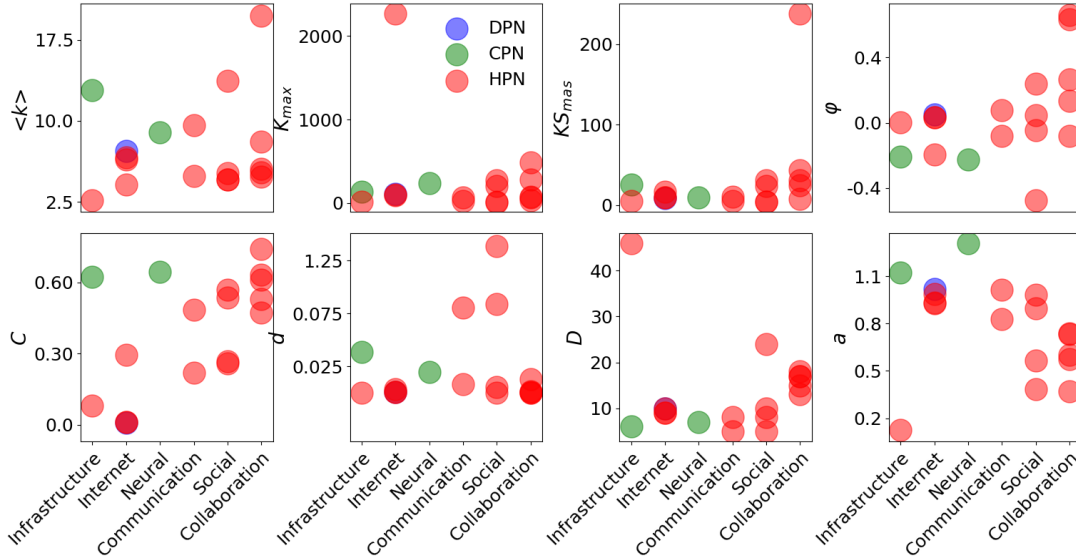 <k>
17.5
10.0
2.5
K_max
2000
1000
0
DPN
CPN
HPN
KS_mas
200
100
0
φ
0.4
0.0
-0.4
C
0.60
0.30
0.0
Infrastructure
Internet
Neural
Communication
Social
Collaboration
d
1.25
0.075
0.025
Infrastructure
Internet
Neural
Communication
Social
Collaboration
D
40
30
20
10
Infrastructure
Internet
Neural
Communication
Social
Collaboration
a
1.1
0.8
0.5
0.2
Infrastructure
Internet
Neural
Communication
Social
Collaboration